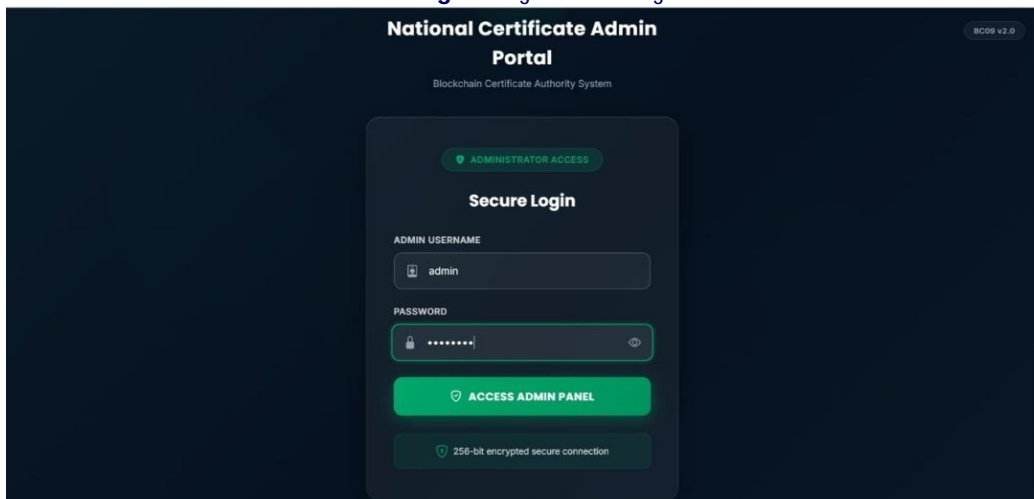 National Certificate Admin
Portal
BC09 v2.0
Blockchain Certificate Authority System
ADMINISTRATOR ACCESS
Secure Login
ADMIN USERNAME
admin
PASSWORD
••••••••
ACCESS ADMIN PANEL
256-bit encrypted secure connection